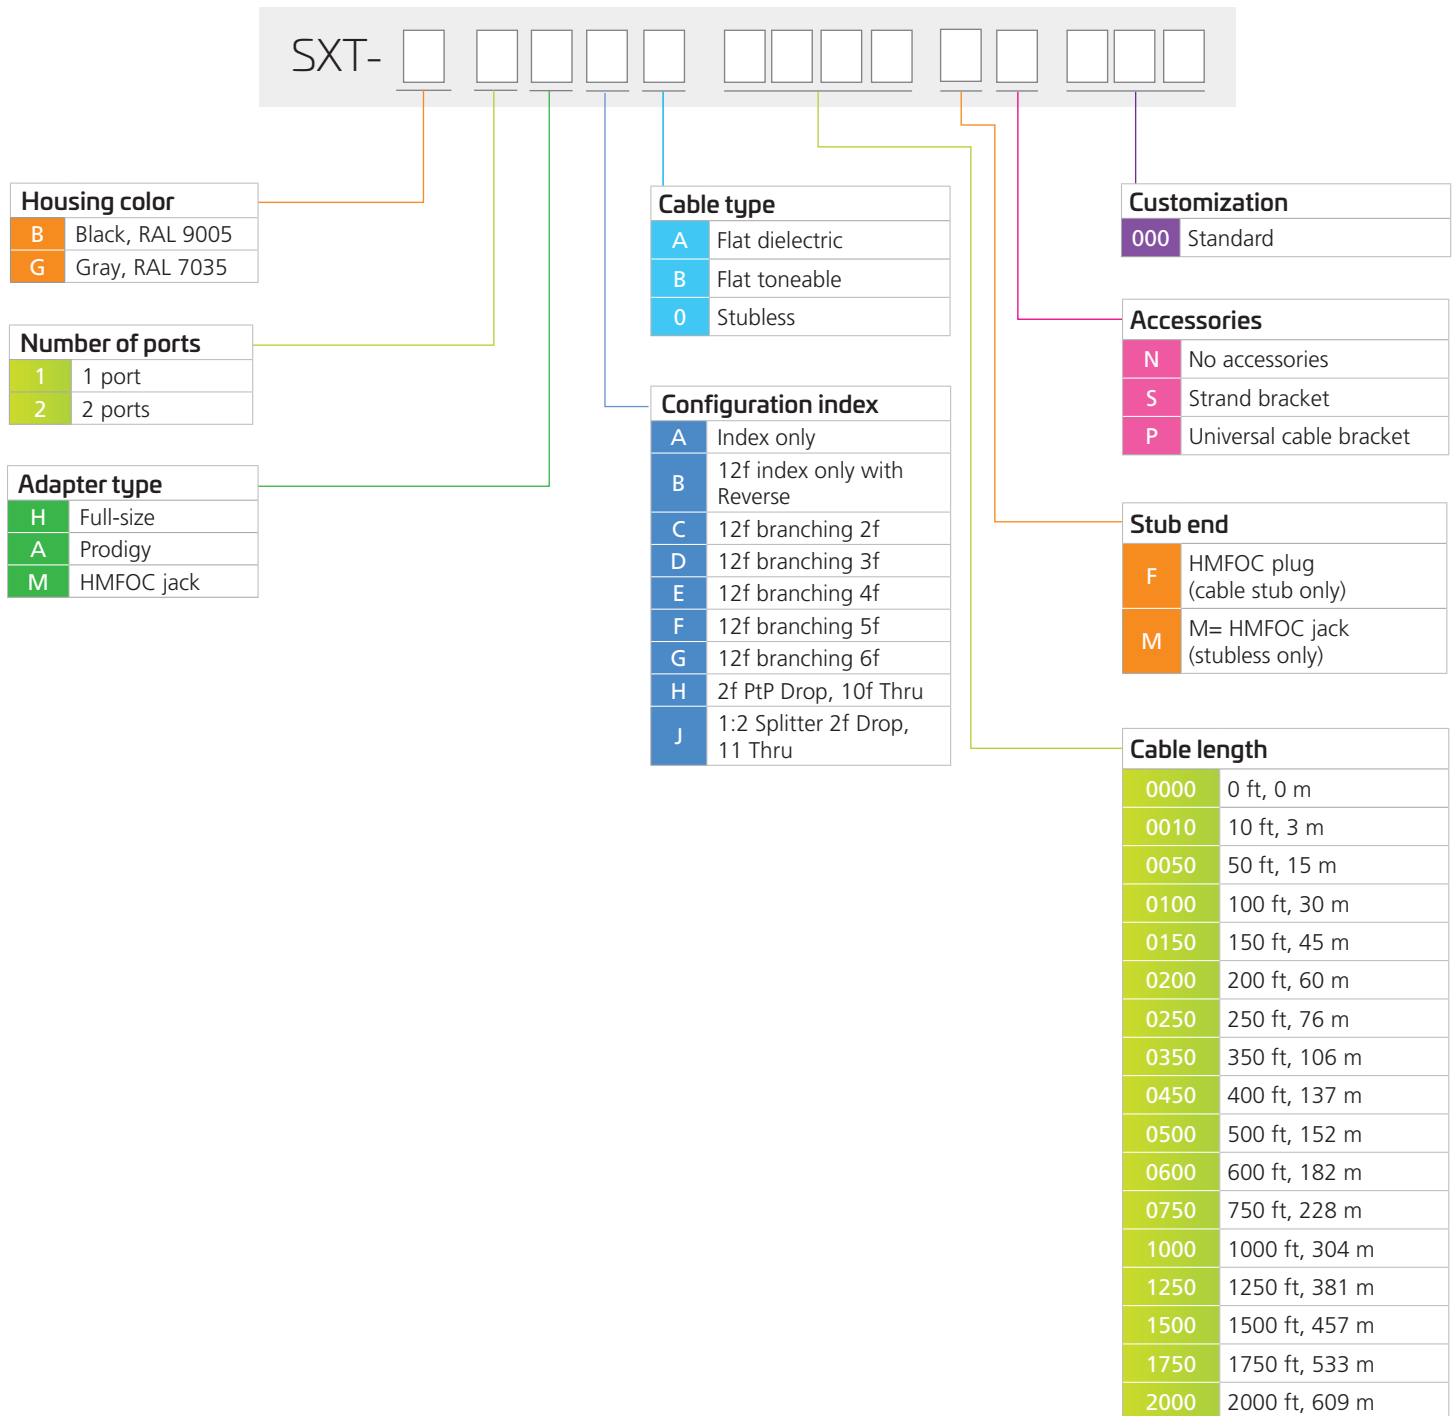 SXT-
Housing color
B Black, RAL 9005
G Gray, RAL 7035
Number of ports
1 1 port
2 2 ports
Adapter type
H Full-size
A Prodigy
M HMFOC jack
Cable type
A Flat dielectric
B Flat toneable
0 Stubless
Configuration index
A Index only
B 12f index only with
Reverse
C 12f branching 2f
D 12f branching 3f
E 12f branching 4f
F 12f branching 5f
G 12f branching 6f
H 2f PtP Drop, 10f Thru
J 1:2 Splitter 2f Drop,
11 Thru
Customization
000 Standard
Accessories
N No accessories
S Strand bracket
P Universal cable bracket
Stub end
F HMFOC plug
(cable stub only)
M M= HMFOC jack
(stubless only)
Cable length
0000 0 ft, 0 m
0010 10 ft, 3 m
0050 50 ft, 15 m
0100 100 ft, 30 m
0150 150 ft, 45 m
0200 200 ft, 60 m
0250 250 ft, 76 m
0350 350 ft, 106 m
0450 400 ft, 137 m
0500 500 ft, 152 m
0600 600 ft, 182 m
0750 750 ft, 228 m
1000 1000 ft, 304 m
1250 1250 ft, 381 m
1500 1500 ft, 457 m
1750 1750 ft, 533 m
2000 2000 ft, 609 m